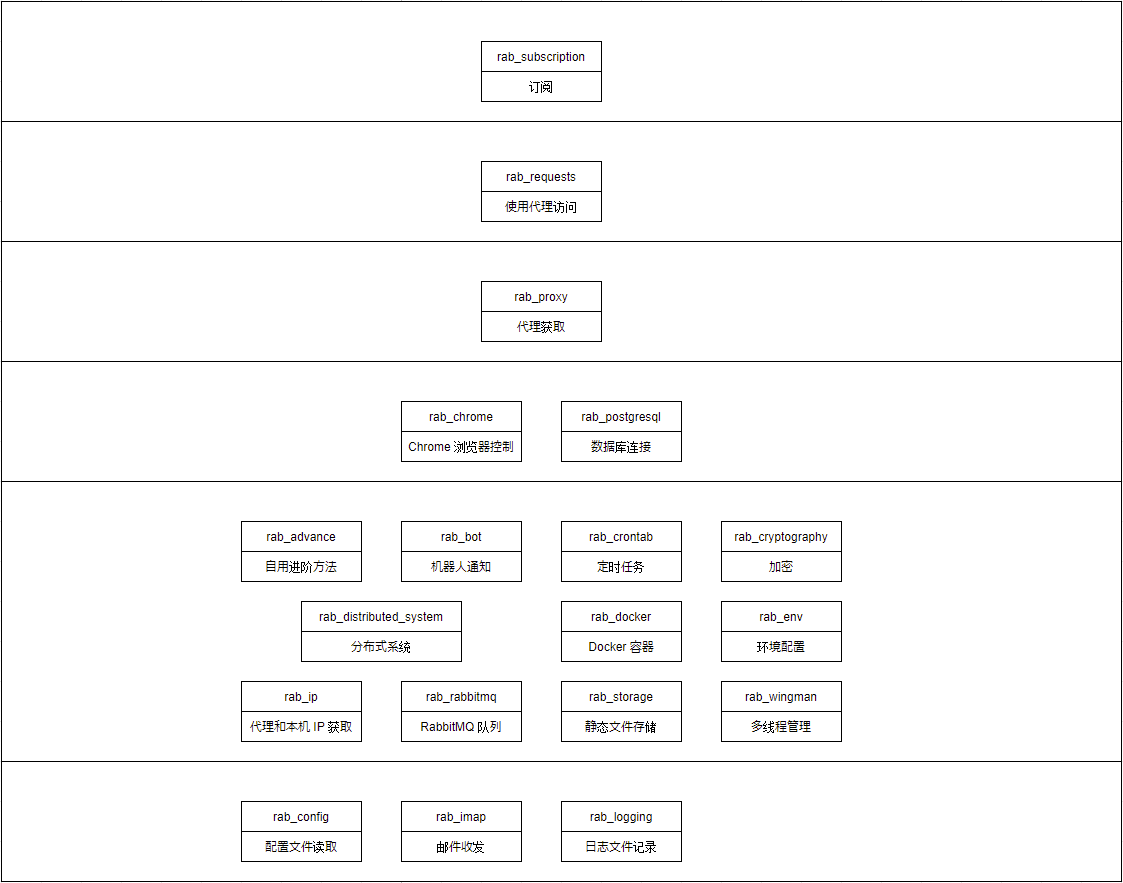 rab_subscription
订阅
rab_requests
使用代理访问
rab_proxy
代理获取
rab_chrome
Chrome 浏览器控制
rab_postgresql
数据库连接
rab_advance
自用进阶方法
rab_bot
机器人通知
rab_crontab
定时任务
rab_cryptography
加密
rab_distributed_system
分布式系统
rab_docker
Docker 容器
rab_env
环境配置
rab_ip
代理和本机 IP 获取
rab_rabbitmq
RabbitMQ 队列
rab_storage
静态文件存储
rab_wingman
多线程管理
rab_config
配置文件读取
rab_imap
邮件收发
rab_logging
日志文件记录